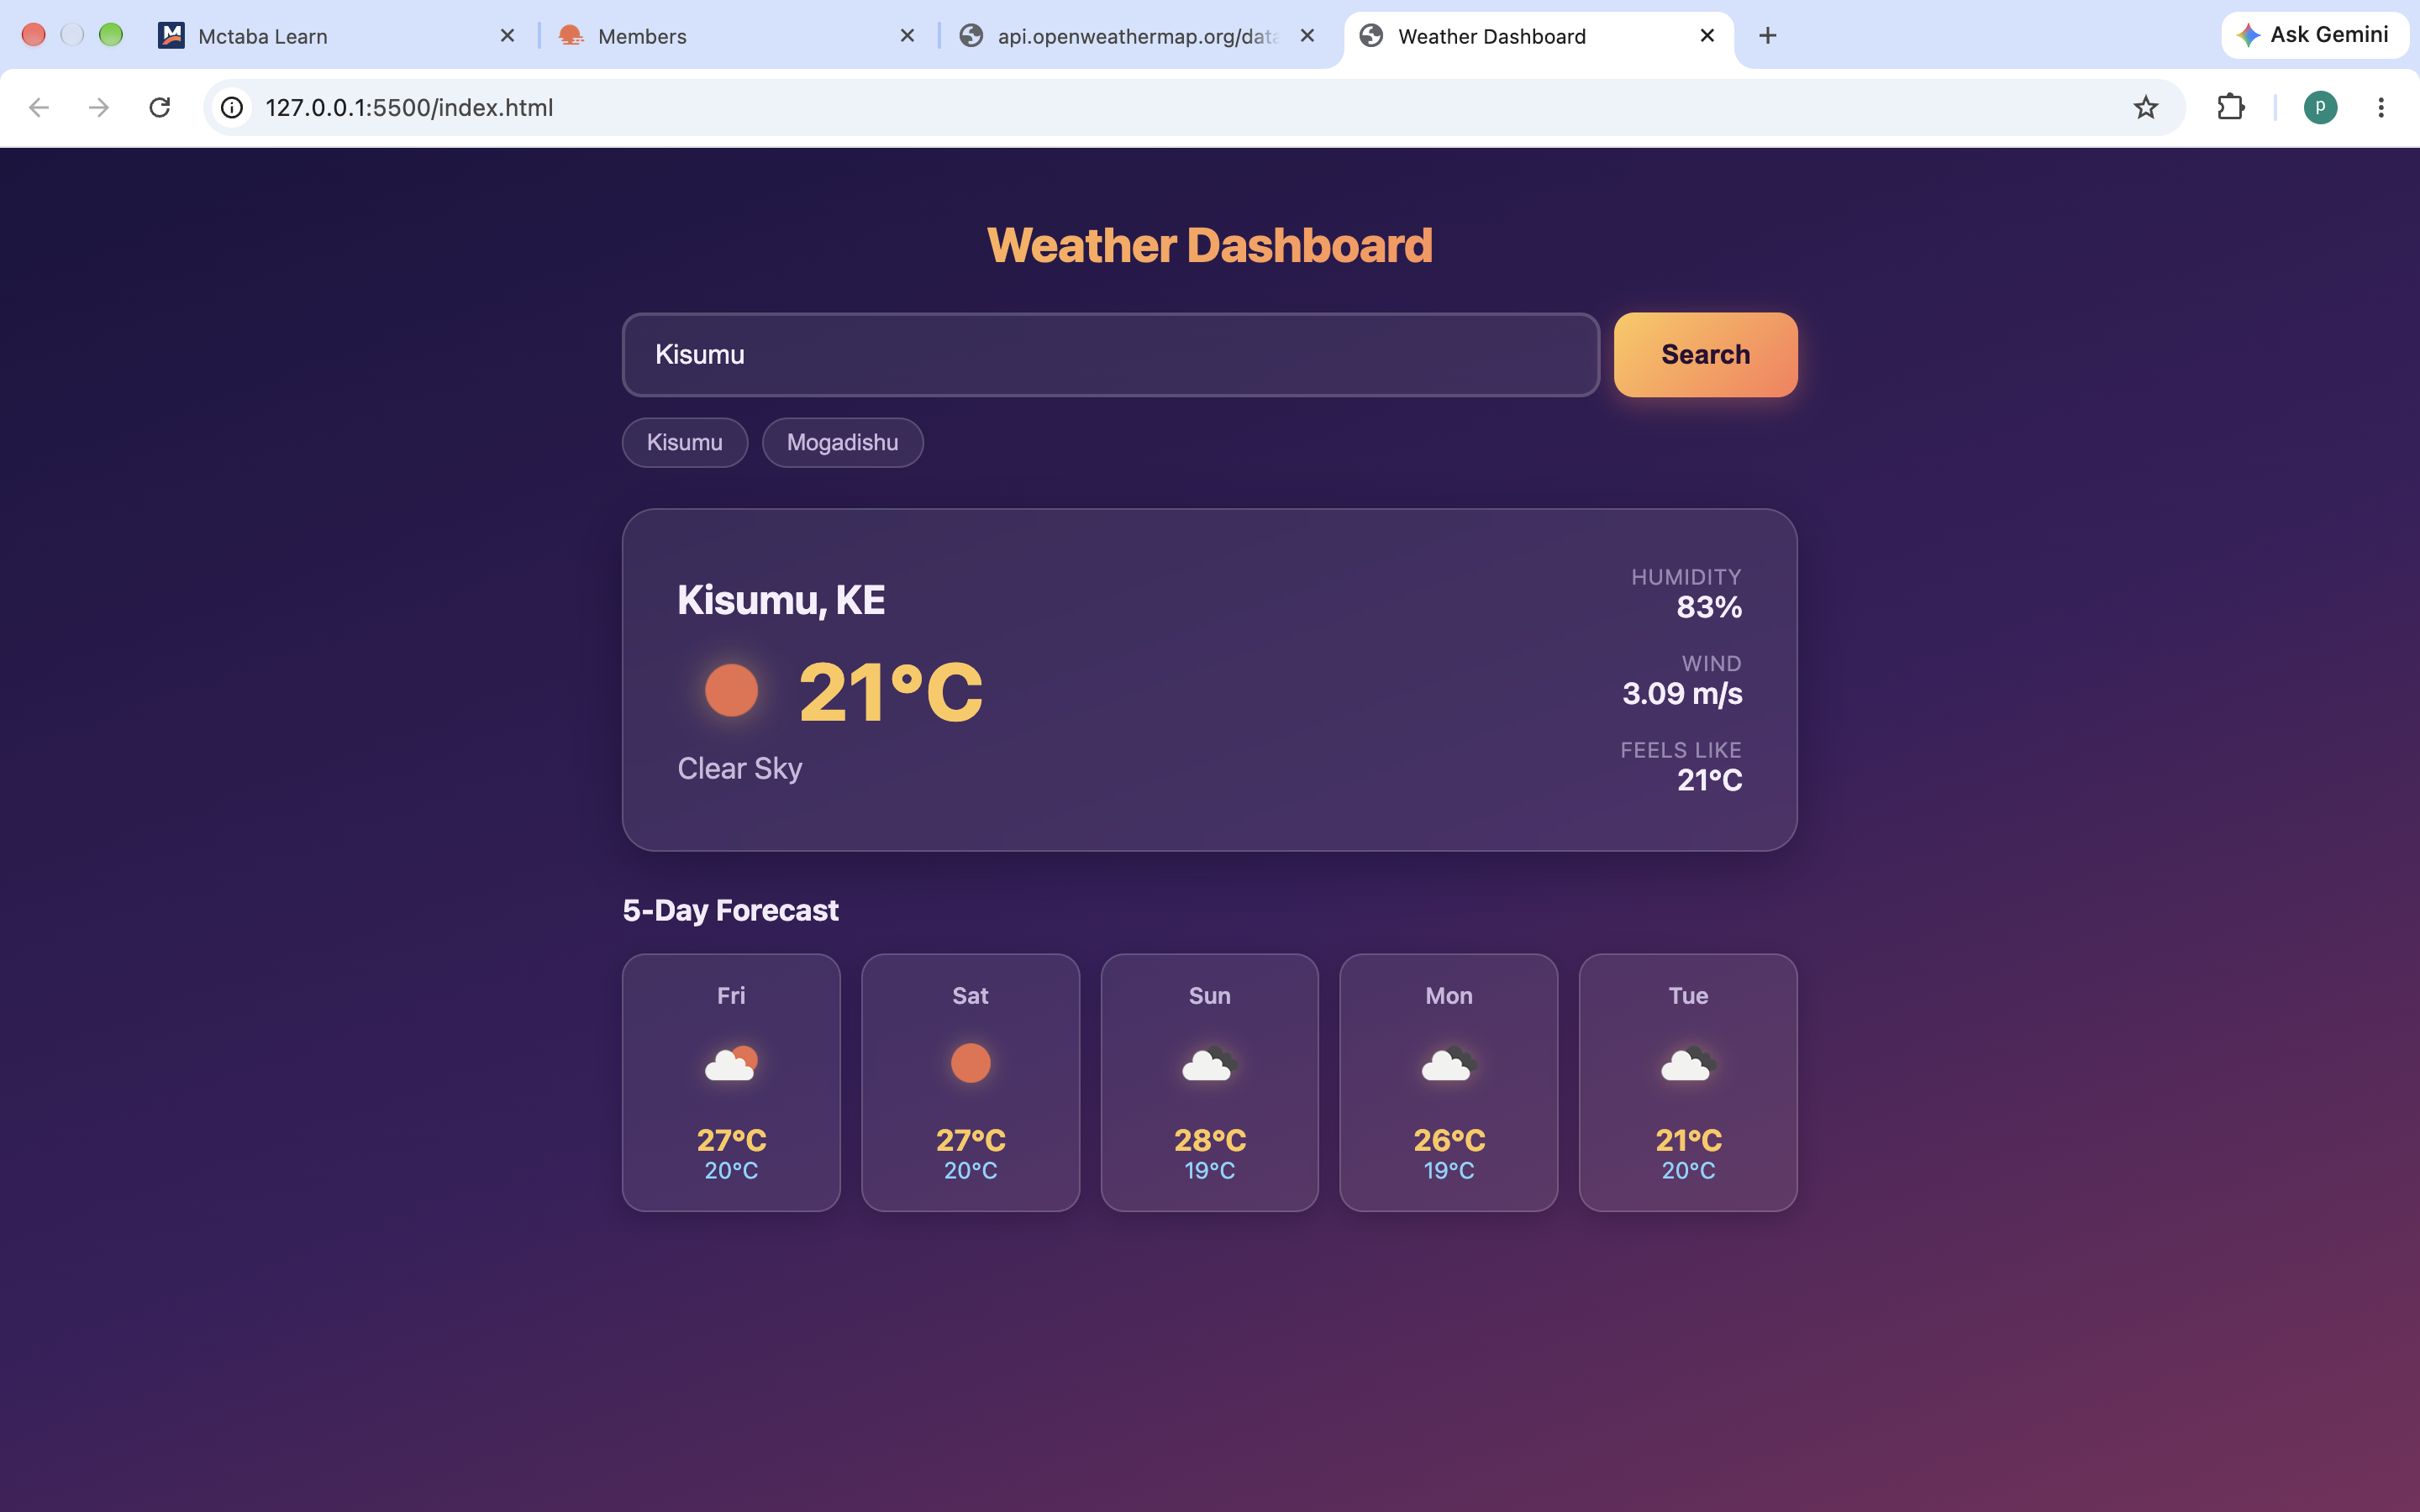 Mctaba Learn
Members
api.openweathermap.org/data
Weather Dashboard
Ask Gemini
127.0.0.1:5500/index.html
p
Weather Dashboard
Kisumu
Search
Kisumu
Mogadishu
Kisumu, KE
21°C
Clear Sky
HUMIDITY
83%
WIND
3.09 m/s
FEELS LIKE
21°C
5-Day Forecast
Fri
27°C
20°C
Sat
27°C
20°C
Sun
28°C
19°C
Mon
26°C
19°C
Tue
21°C
20°C